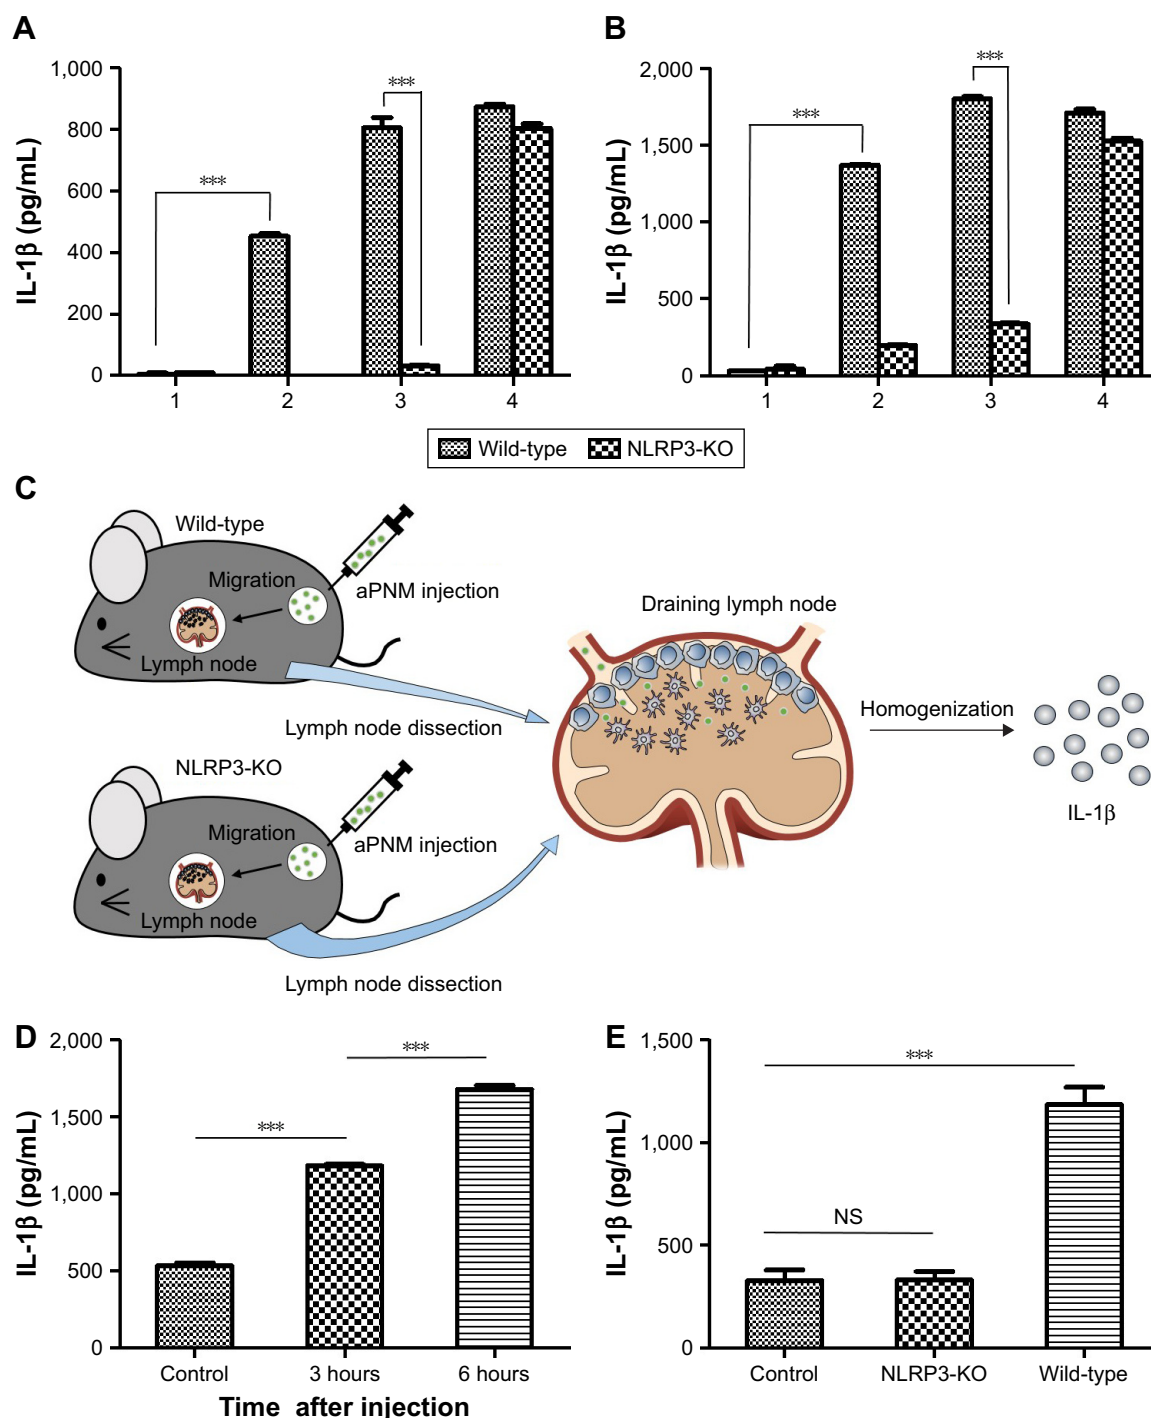 A
1,000
800
600
400
200
0
IL-1β (pg/mL)
***
***
1 2 3 4
B
2,000
1,500
1,000
500
0
IL-1β (pg/mL)
***
***
1 2 3 4
Wild-type NLRP3-KO
C
Wild-type
Migration
aPNM injection
Lymph node
Lymph node dissection
NLRP3-KO
Migration
aPNM injection
Lymph node
Lymph node dissection
Draining lymph node
Homogenization
IL-1β
D
2,000
1,500
1,000
500
0
IL-1β (pg/mL)
***
***
Control 3 hours 6 hours
Time after injection
E
1,500
1,000
500
0
IL-1β (pg/mL)
***
NS
Control NLRP3-KO Wild-type